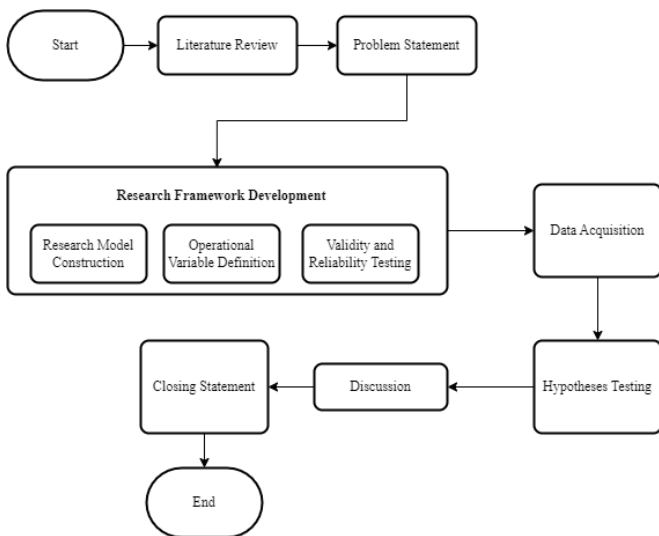 Start
Literature Review
Problem Statement
Research Framework Development
Research Model
Construction
Operational
Variable Definition
Validity and
Reliability Testing
Data Acquisition
Closing Statement
Discussion
Hypotheses Testing
End